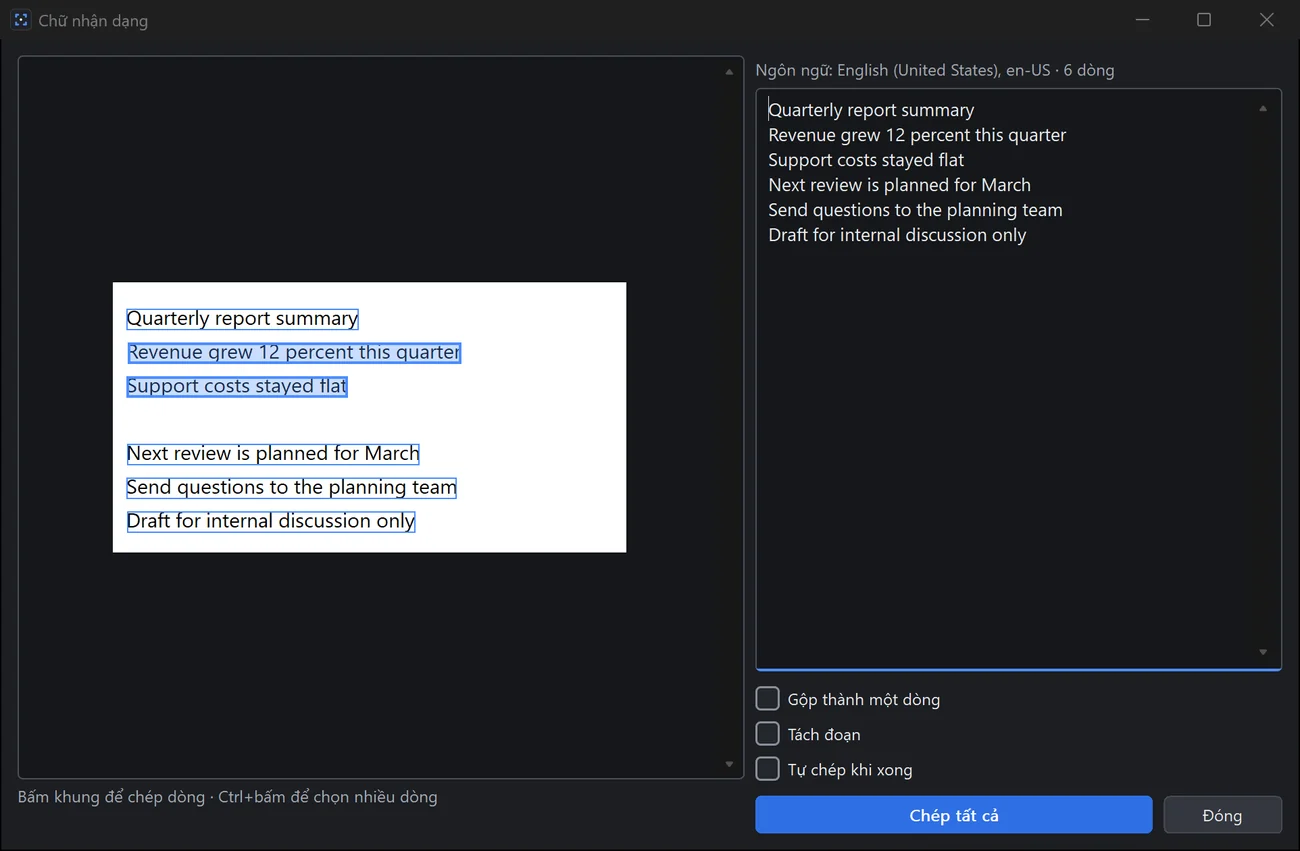 Chữ nhận dạng
Ngôn ngữ: English (United States), en-US · 6 dòng
Quarterly report summary
Revenue grew 12 percent this quarter
Support costs stayed flat
Next review is planned for March
Send questions to the planning team
Draft for internal discussion only
Quarterly report summary
Revenue grew 12 percent this quarter
Support costs stayed flat
Next review is planned for March
Send questions to the planning team
Draft for internal discussion only
Bấm khung để chép dòng · Ctrl+bấm để chọn nhiều dòng
Gộp thành một dòng
Tách đoạn
Tự chép khi xong
Chép tất cả
Đóng